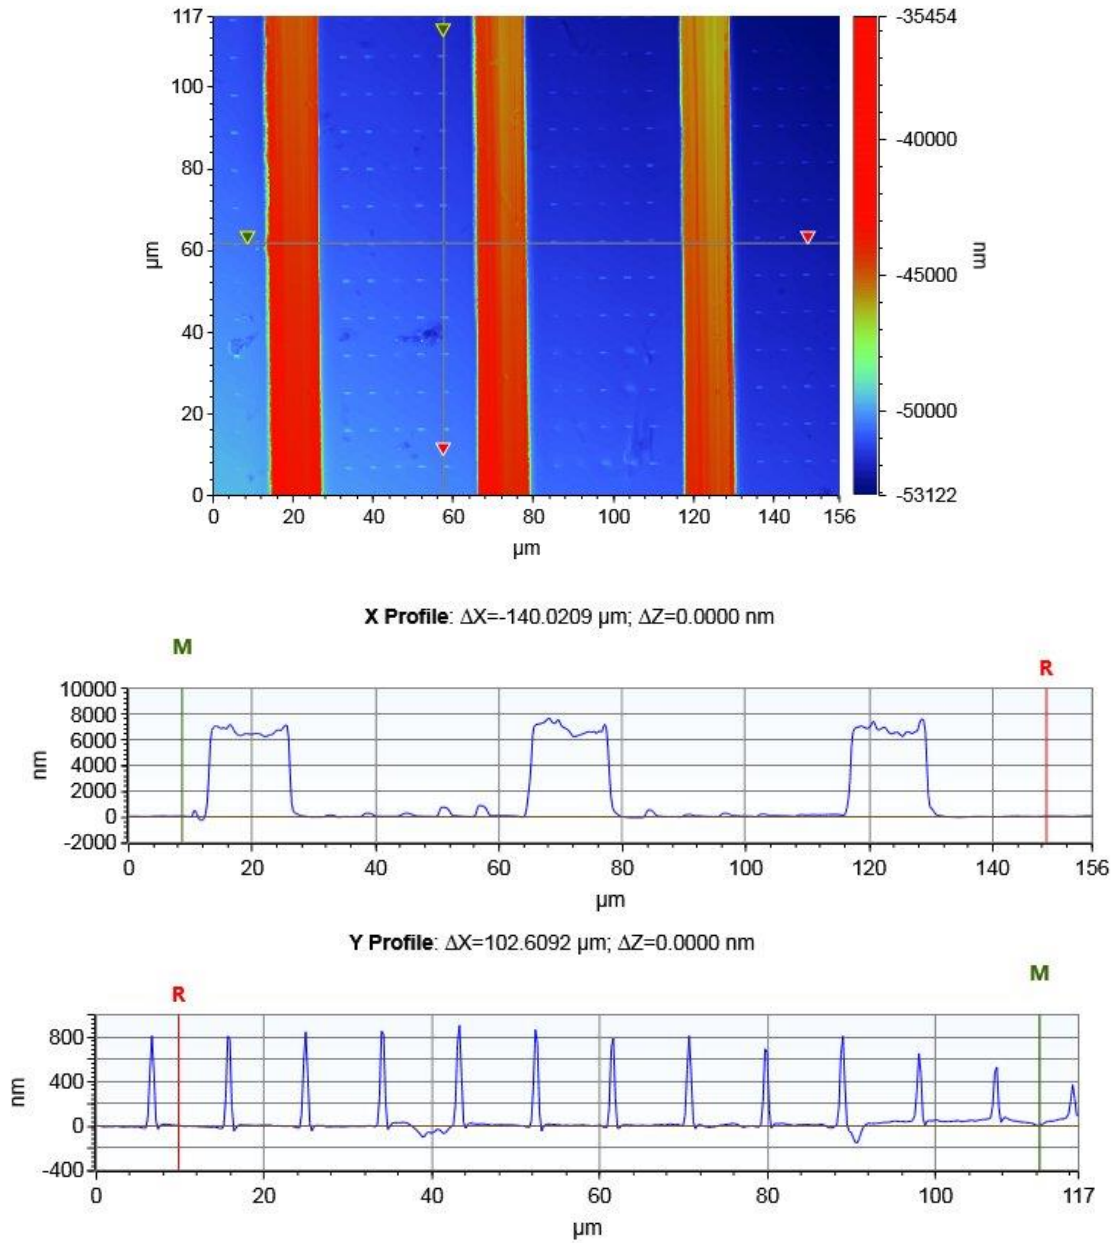 117
100
80
60
40
20
0
µm
0 20 40 60 80 100 120 140 156
µm
-35454
-40000
-45000
-50000
-53122
nm
X Profile: ΔX=-140.0209 µm; ΔZ=0.0000 nm
M
R
10000
8000
6000
4000
2000
0
-2000
nm
0 20 40 60 80 100 120 140 156
µm
Y Profile: ΔX=102.6092 µm; ΔZ=0.0000 nm
R
M
800
400
0
-400
nm
0 20 40 60 80 100 117
µm